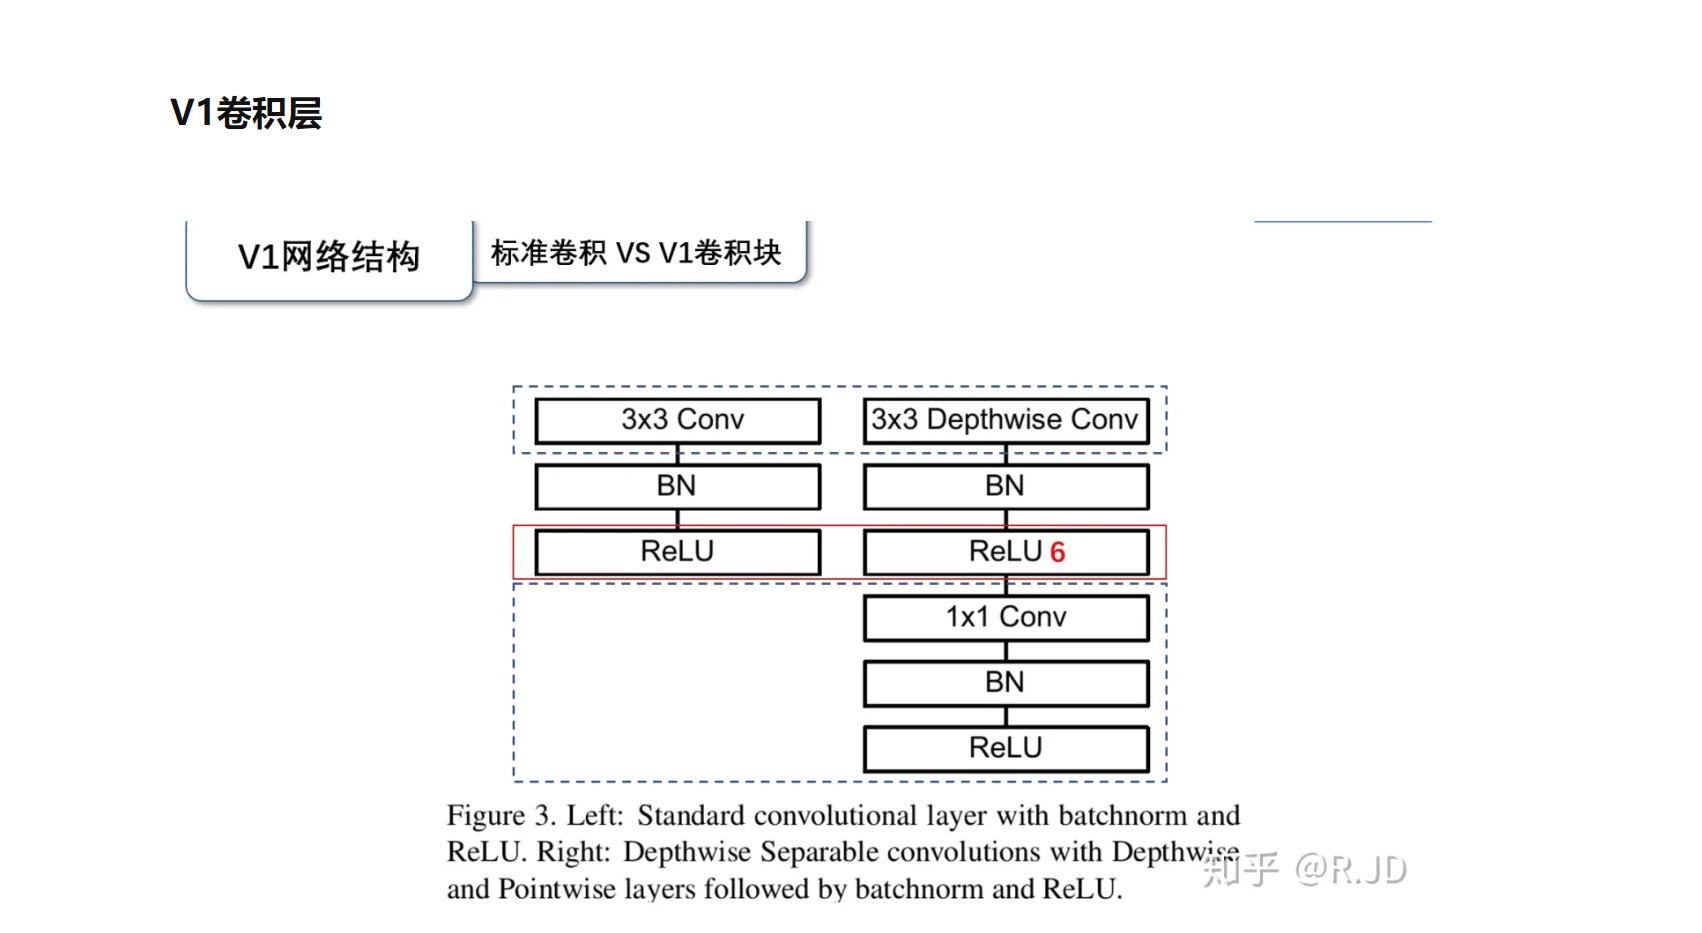 V1卷积层
V1网络结构
标准卷积 VS V1卷积块
3x3 Conv
3x3 Depthwise Conv
BN
BN
ReLU
ReLU 6
1x1 Conv
BN
ReLU
Figure 3. Left: Standard convolutional layer with batchnorm and
ReLU. Right: Depthwise Separable convolutions with Depthwise
and Pointwise layers followed by batchnorm and ReLU.
知乎 @R.JD